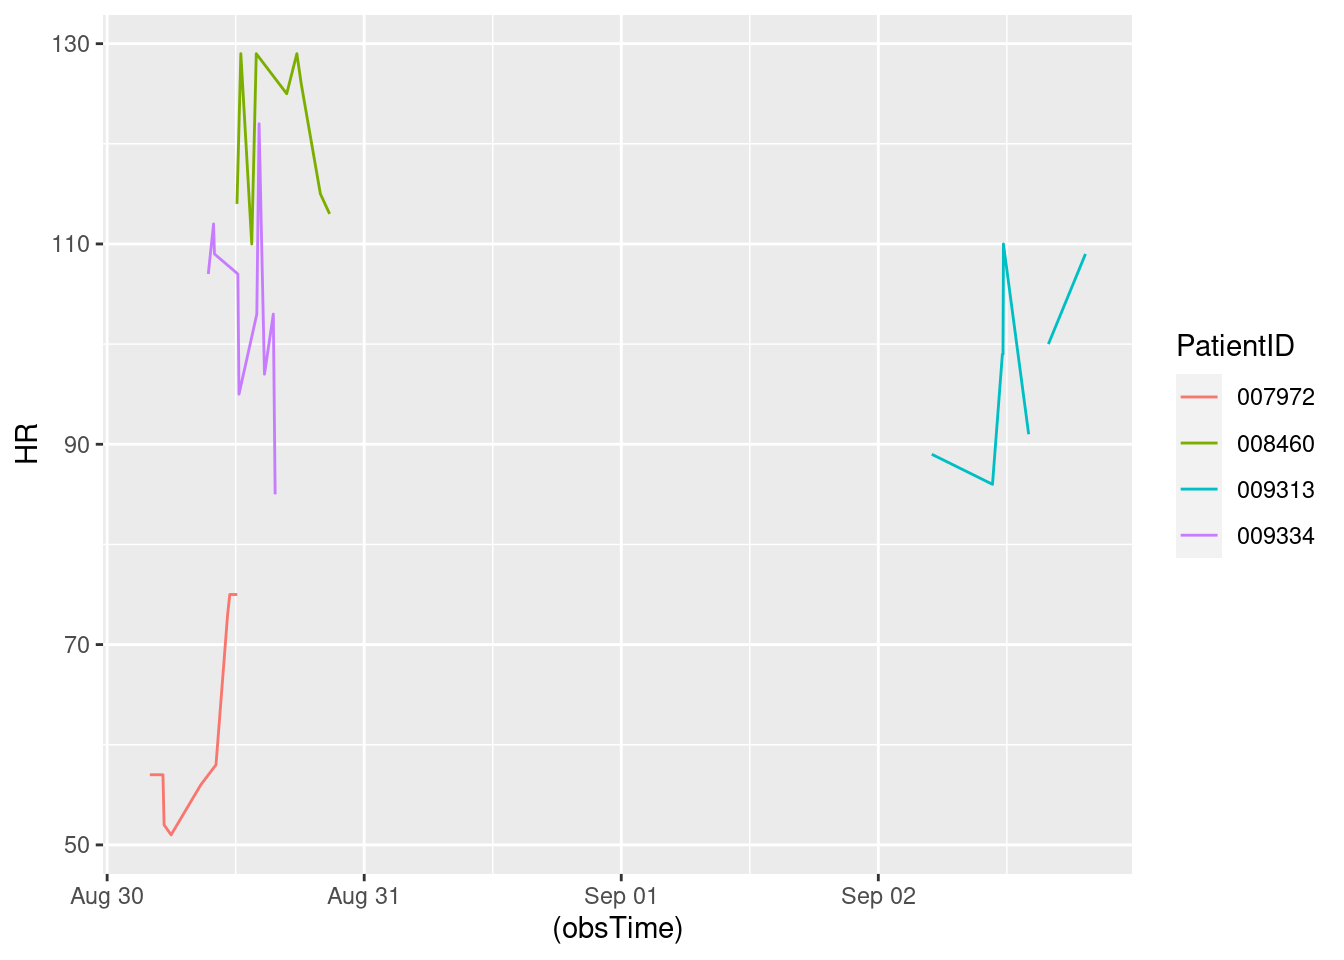 130
110
90
70
50
HR
Aug 30
Aug 31
Sep 01
Sep 02
(obsTime)
PatientID
007972
008460
009313
009334